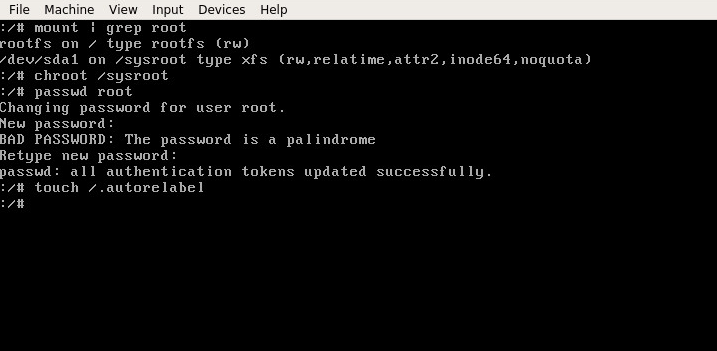 File Machine View Input Devices Help
:/# mount | grep root
rootfs on / type rootfs (rw)
/dev/sda1 on /sysroot type xfs (rw,relatime,attr2,inode64,noquota)
:/# chroot /sysroot
:/# passwd root
Changing password for user root.
New password:
BAD PASSWORD: The password is a palindrome
Retype new password:
passwd: all authentication tokens updated successfully.
:/# touch /.autorelabel
:/#